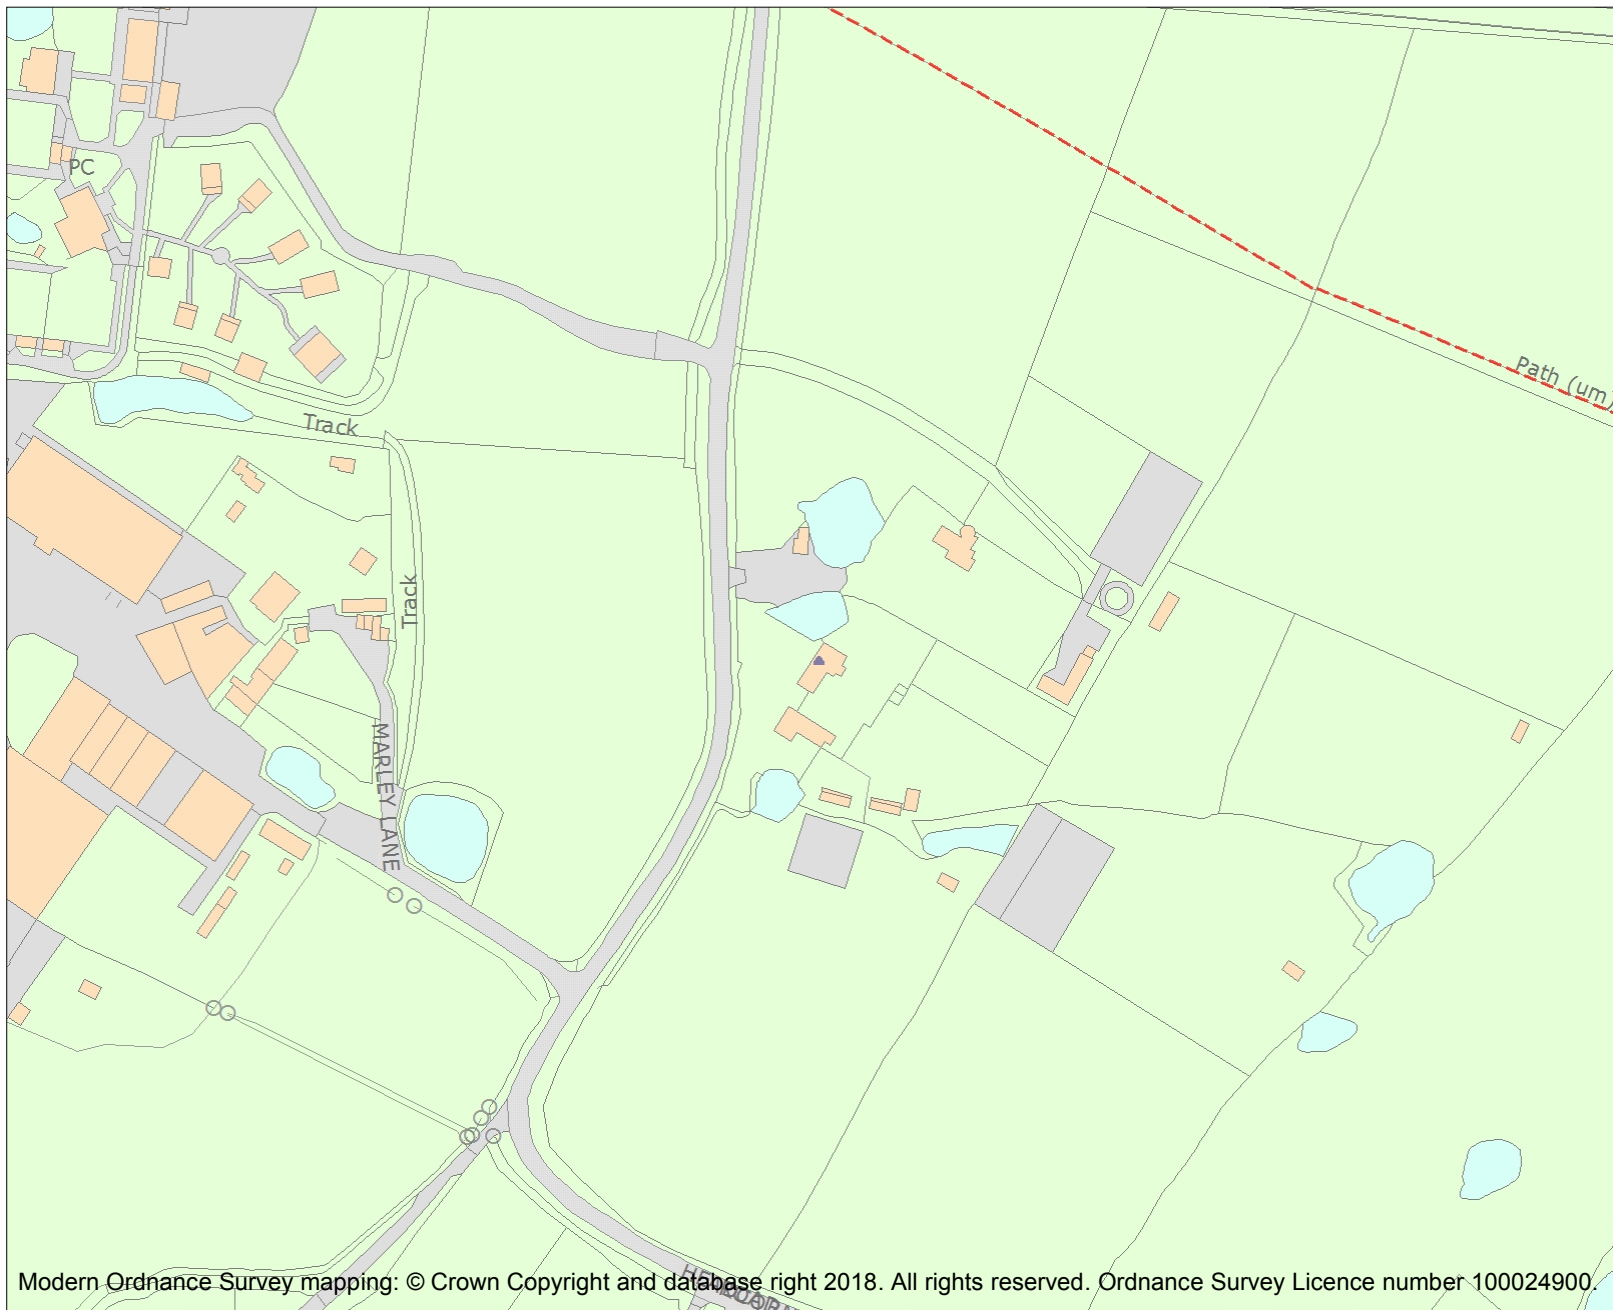 PC
Path (um)
Track
Track
MARLEY LANE
Modern Ordnance Survey mapping: © Crown Copyright and database right 2018. All rights reserved. Ordnance Survey Licence number 100024900.